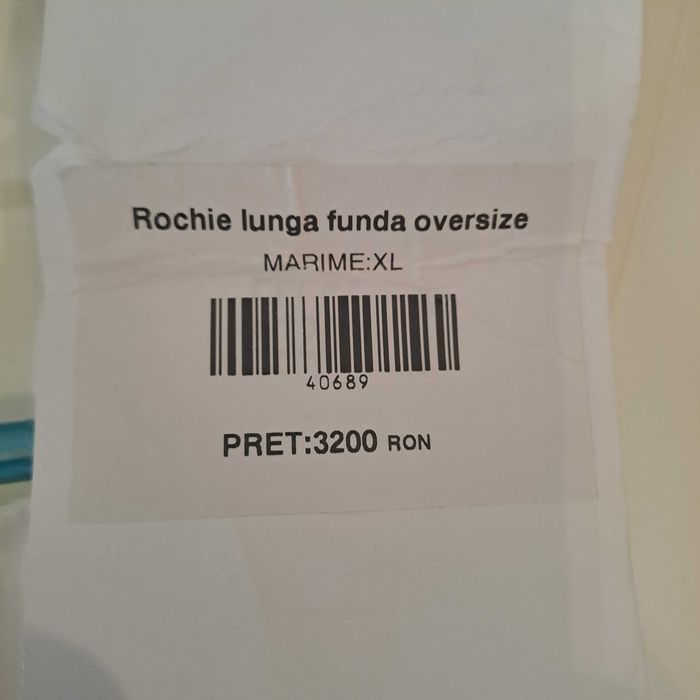 Rochie lunga funda oversize
MARIME:XL
40689
PRET:3200 RON